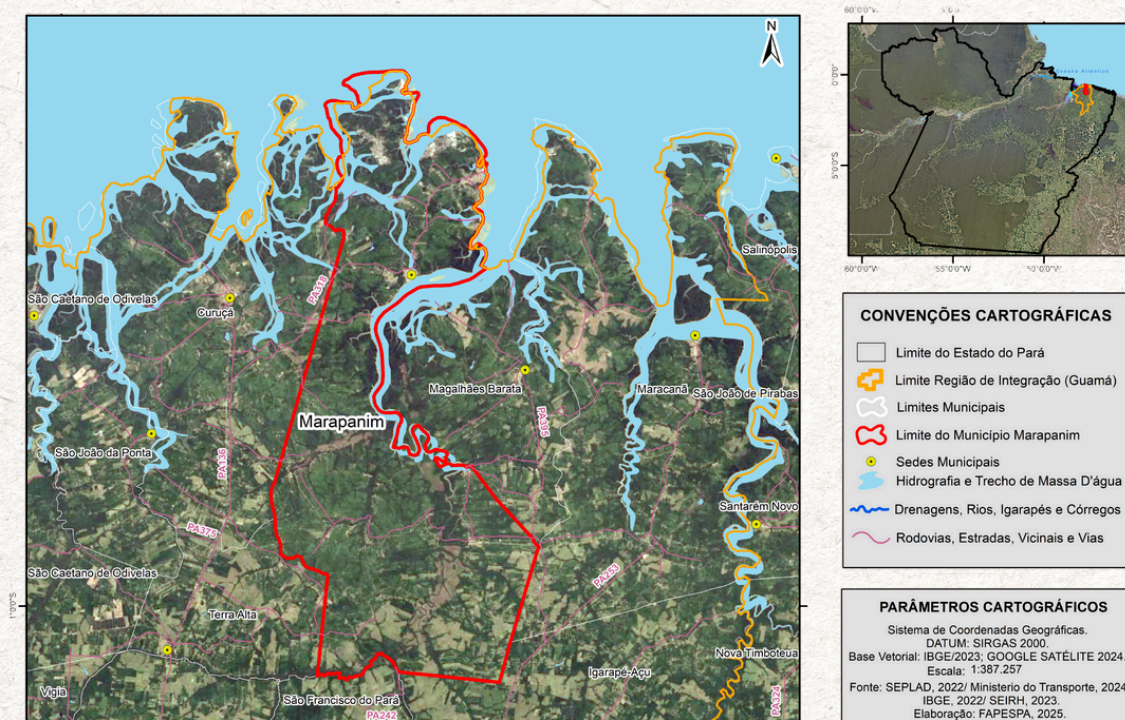 N
São Caetano de Odivelas
Curuçá
PA318
Salinópolis
Magalhães Barata
Maracanã
São João de Pirabas
Marapanim
PA395
São João da Ponta
PA136
Santarém Novo
PA375
São Caetano de Odivelas
PA253
1°0'0"S
Terra Alta
Nova Timboteua
Igarapé-Açu
Vigia
São Francisco do Pará
PA242
PA324
60°0'0"W
0°0'0"
Oceano Atlântico
5°0'0"S
60°0'0"W
55°0'0"W
50°0'0"W
CONVENÇÕES CARTOGRÁFICAS
Limite do Estado do Pará
Limite Região de Integração (Guamá)
Limites Municipais
Limite do Município Marapanim
Sedes Municipais
Hidrografia e Trecho de Massa D'água
Drenagens, Rios, Igarapés e Córregos
Rodovias, Estradas, Vicinais e Vias
PARÂMETROS CARTOGRÁFICOS
Sistema de Coordenadas Geográficas.
DATUM: SIRGAS 2000.
Base Vetorial: IBGE/2023; GOOGLE SATÉLITE 2024.
Escala: 1:387.257
Fonte: SEPLAD, 2022/ Ministerio do Transporte, 2024
IBGE, 2022/ SEIRH, 2023.
Elaboração: FAPESPA, 2025.